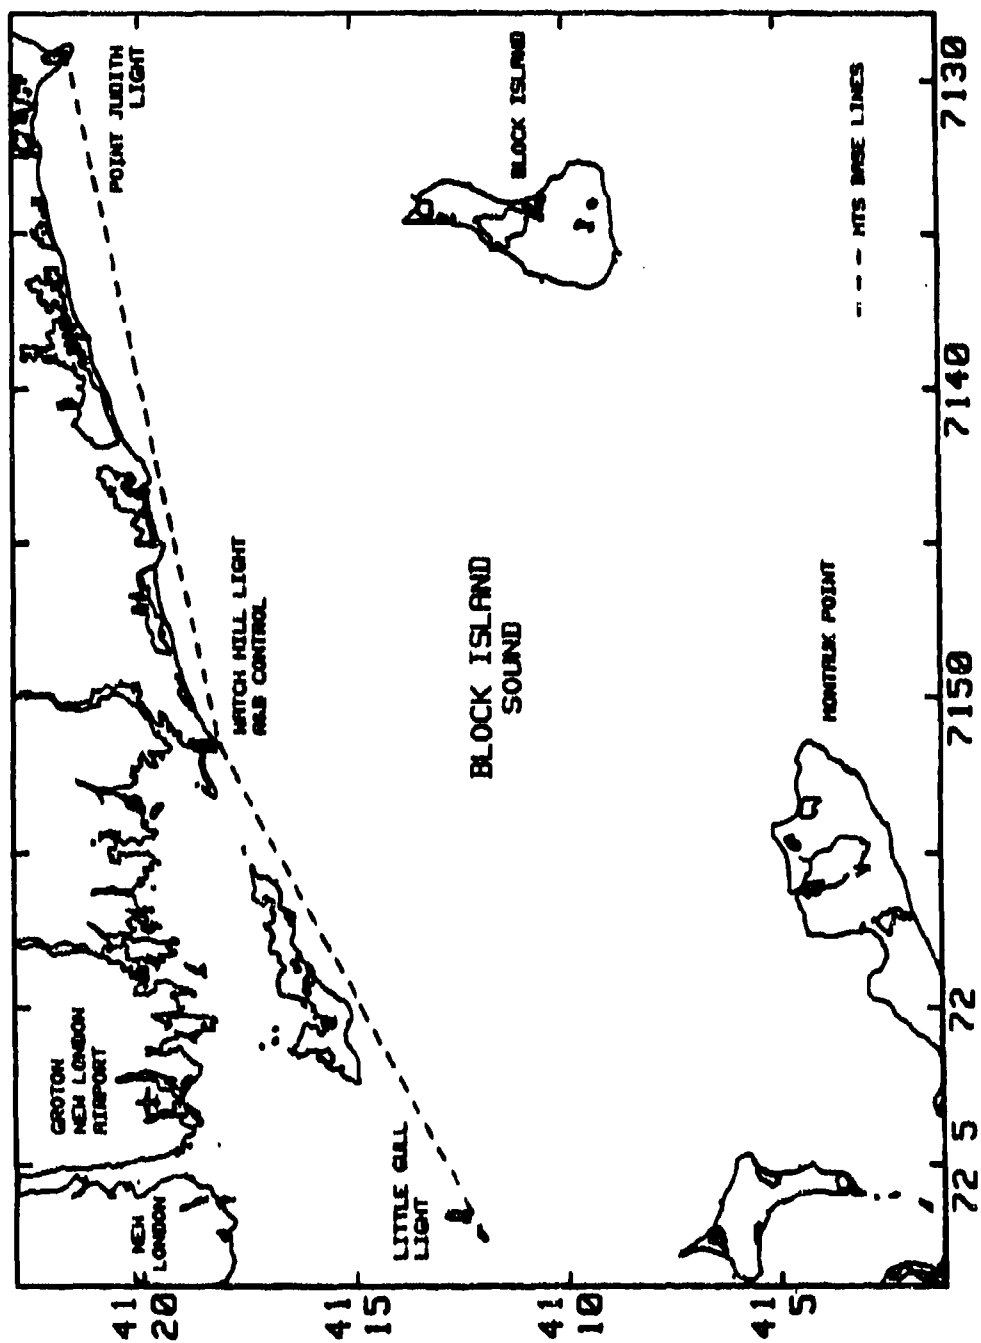 POINT JUDITH
LIGHT
BLOCK ISLAND
--- MTS BASE LINES
WATCH HILL LIGHT
R&B CONTROL
BLOCK ISLAND
SOUND
MONTAUK POINT
GROTON
NEW LONDON
AIRPORT
NEW
LONDON
LITTLE GULL
LIGHT
41
20
41
15
41
10
41 5
72 5
72
7150
7140
7130